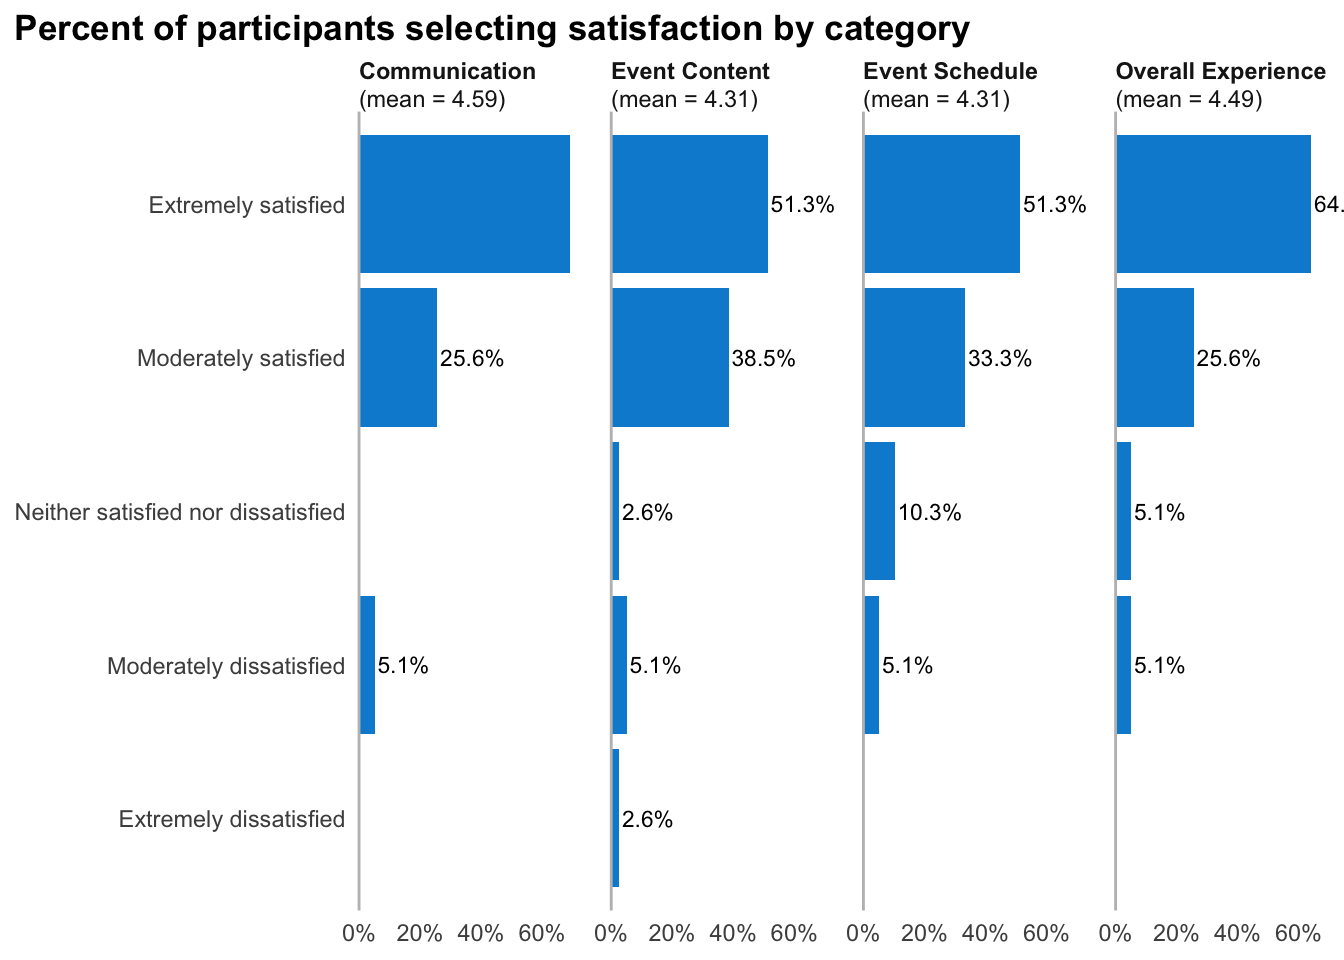 Percent of participants selecting satisfaction by category
Communication
(mean = 4.59)
Event Content
(mean = 4.31)
Event Schedule
(mean = 4.31)
Overall Experience
(mean = 4.49)
Extremely satisfied
51.3%
51.3%
64.
Moderately satisfied
25.6%
38.5%
33.3%
25.6%
Neither satisfied nor dissatisfied
2.6%
10.3%
5.1%
Moderately dissatisfied
5.1%
5.1%
5.1%
5.1%
Extremely dissatisfied
2.6%
0% 20% 40% 60%
0% 20% 40% 60%
0% 20% 40% 60%
0% 20% 40% 60%